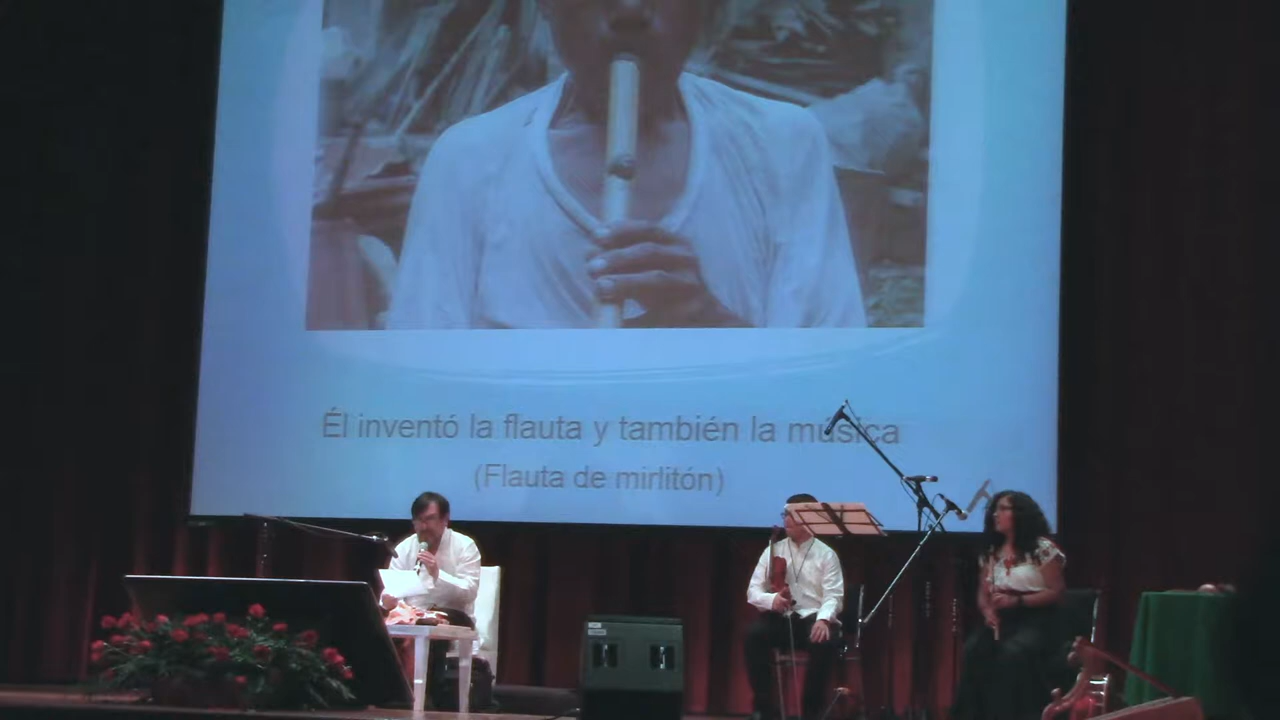 Él inventó la flauta y también la música
(Flauta de mirlitón)